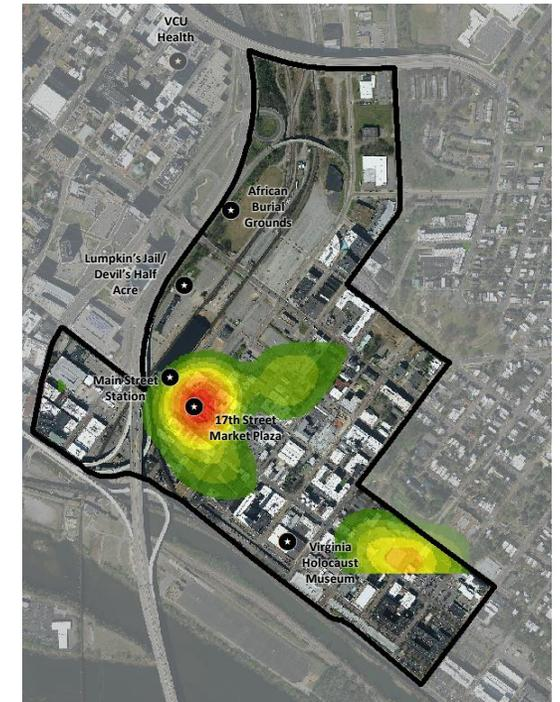 VCU
Health
African
Burial
Grounds
Lumpkin's Jail/
Devil's Half
Acre
Main Street
Station
17th Street
Market Plaza
Virginia
Holocaust
Museum